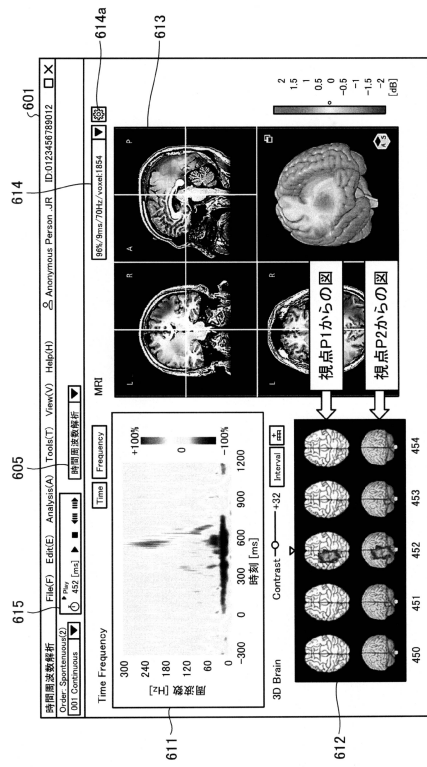 601
615
605
614
614a
時間周波数解析 File(F) Edit(E) Analysis(A) Tools(T) View(V) Help(H) Anonymous Person JR ID:0123456789012
Order: Spontenuous(2)
001 Continuous
Play
452 [ms]
時間周波数解析
Time Frequency
Time
Frequency
+100%
0
-100%
周波数 [Hz]
300
240
180
120
60
0
-300
0
300
600
900
1200
時刻 [ms]
611
MRI
96%/9ms/70Hz/voxel:1854
L
R
A
P
L
R
613
2
1.5
1
0.5
0
-0.5
-1
-1.5
-2
[dB]
3D Brain
Contrast
+32
Interval
視点P1からの図
視点P2からの図
450
451
452
453
454
612